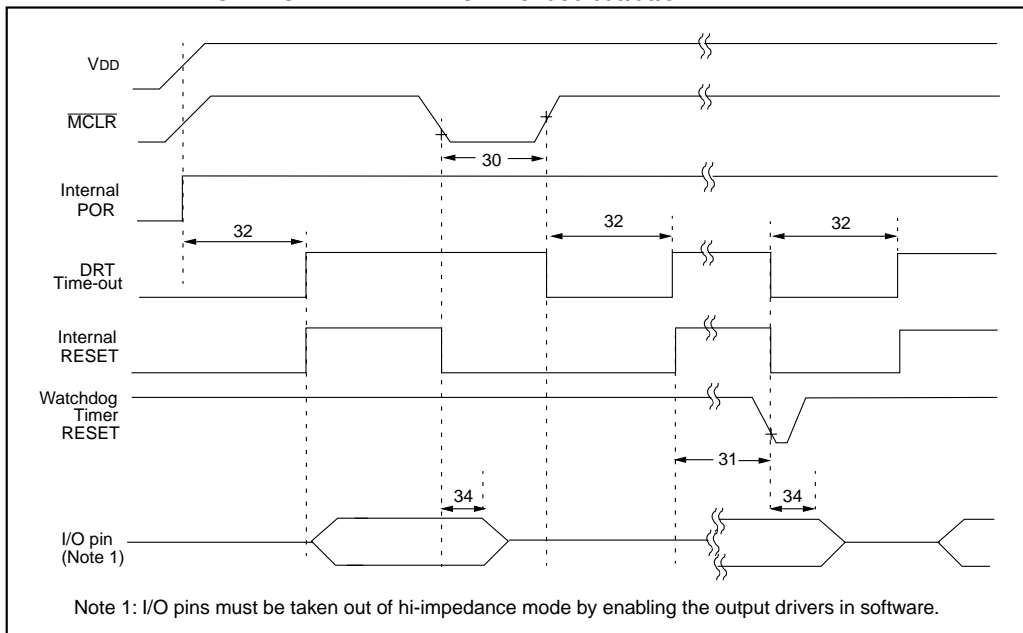 VDD
MCLR
30
Internal
POR
32
32
32
DRT
Time-out
Internal
RESET
Watchdog
Timer
RESET
31
34
34
I/O pin
(Note 1)
Note 1: I/O pins must be taken out of hi-impedance mode by enabling the output drivers in software.